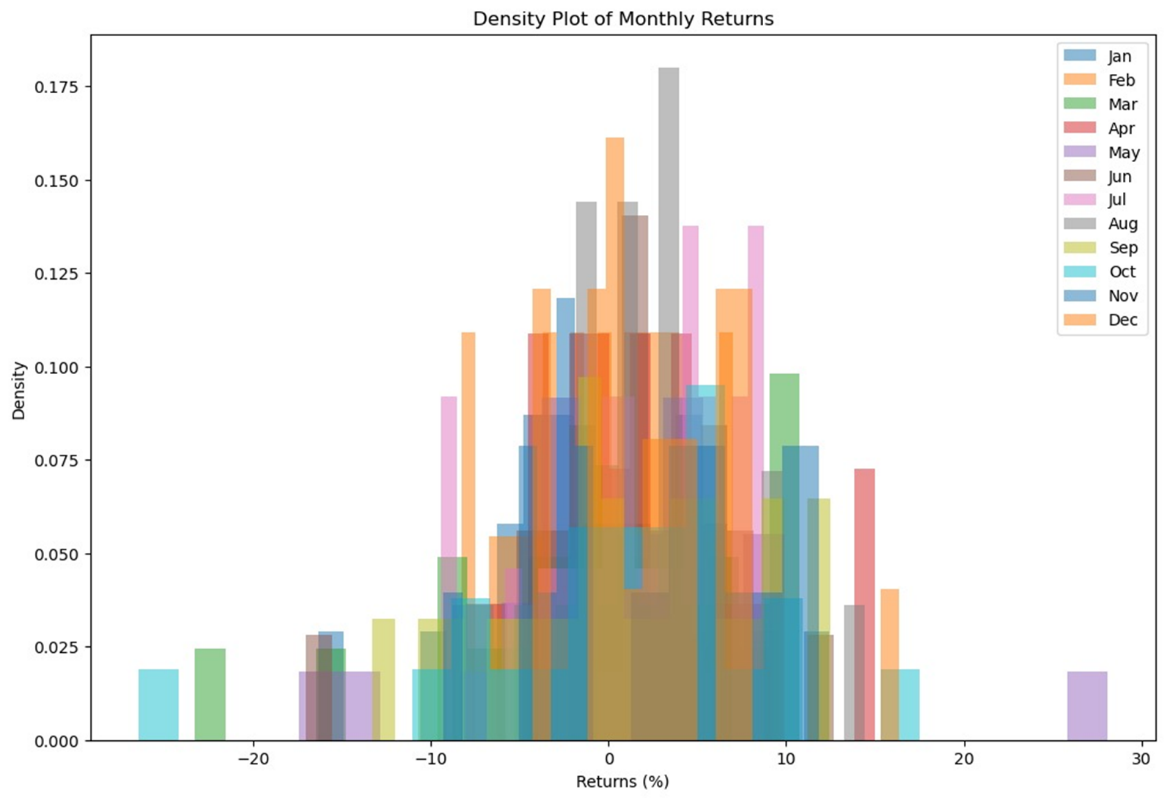 Density Plot of Monthly Returns
Density
0.175
0.150
0.125
0.100
0.075
0.050
0.025
0.000
−20
−10
0
10
20
30
Returns (%)
Jan
Feb
Mar
Apr
May
Jun
Jul
Aug
Sep
Oct
Nov
Dec